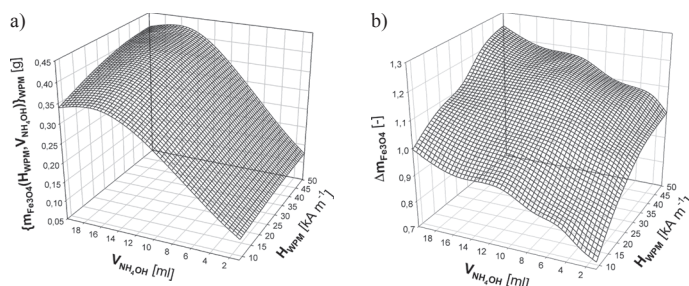 a)
{mFe3O4(HWPM,VNH4OH)}WPM [g]
0,45
0,40
0,35
0,30
0,25
0,20
0,15
0,10
0,05
18 16 14 12 10 8 6 4 2
VNH4OH [ml]
10 15 20 25 30 35 40 45 50
HWPM [kA m-1]
b)
ΔmFe3O4 [-]
1,3
1,2
1,1
1,0
0,9
0,8
0,7
18 16 14 12 10 8 6 4 2
VNH4OH [ml]
10 15 20 25 30 35 40 45 50
HWPM [kA m-1]